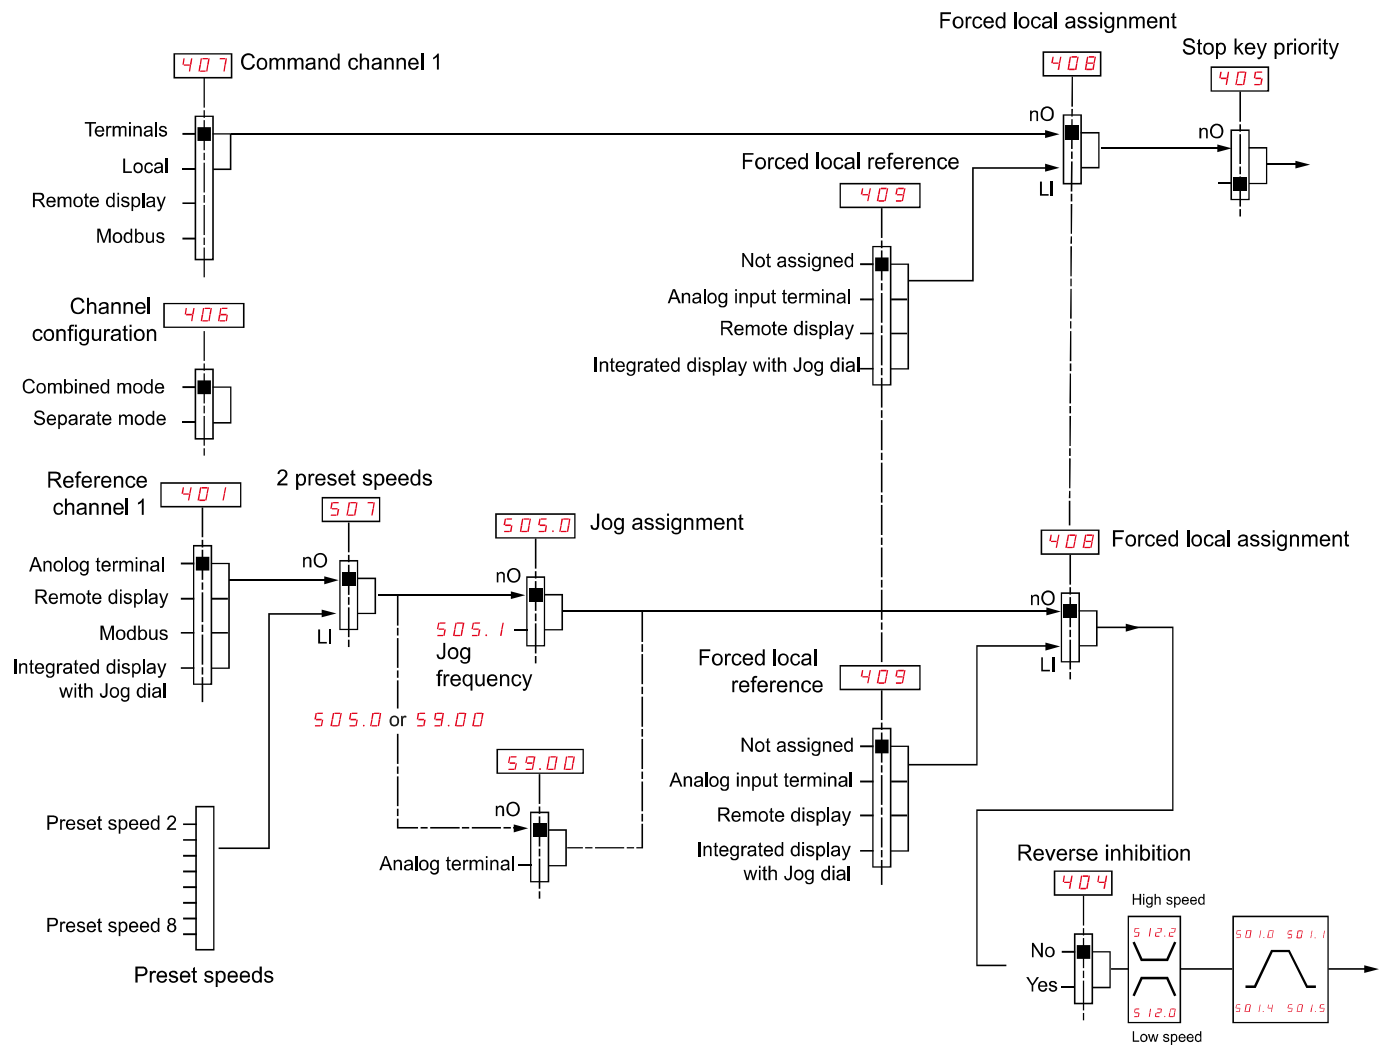 Forced local assignment
408
Stop key priority
405
407 Command channel 1
nO
nO
Terminals
Local
Remote display
Modbus
Forced local reference
409
LI
Not assigned
Analog input terminal
Remote display
Integrated display with Jog dial
Channel
configuration
406
Combined mode
Separate mode
Reference
channel 1
401
2 preset speeds
507
505.0 Jog assignment
408 Forced local assignment
Anolog terminal
Remote display
Modbus
Integrated display
with Jog dial
nO
LI
nO
505.1
Jog
frequency
nO
LI
Forced local
reference
409
505.0 or 59.00
59.00
nO
Analog terminal
Not assigned
Analog input terminal
Remote display
Integrated display
with Jog dial
Preset speed 2
Preset speed 8
Preset speeds
Reverse inhibition
404
No
Yes
High speed
512.2
512.0
Low speed
501.0 501.1
501.4 501.5